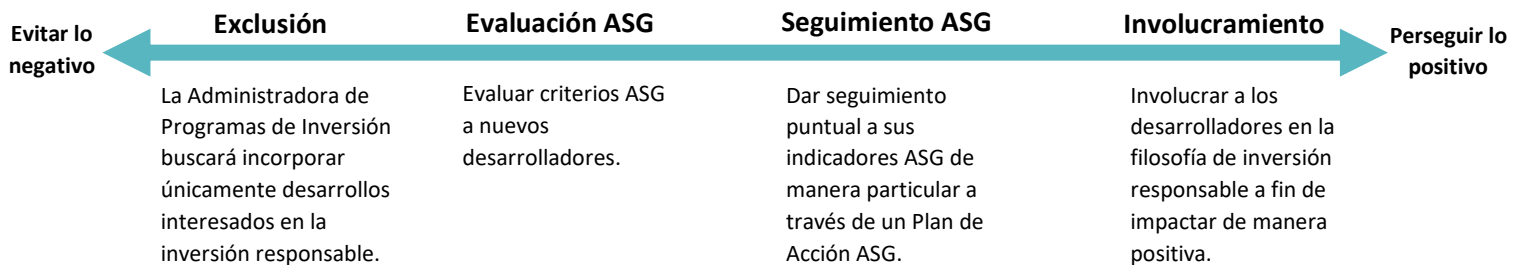 Evitar lo
negativo
Exclusión
La Administradora de
Programas de Inversión
buscará incorporar
únicamente desarrollos
interesados en la
inversión responsable.
Evaluación ASG
Evaluar criterios ASG
a nuevos
desarrolladores.
Seguimiento ASG
Dar seguimiento
puntual a sus
indicadores ASG de
manera particular a
través de un Plan de
Acción ASG.
Involucramiento
Involucrar a los
desarrolladores en la
filosofía de inversión
responsable a fin de
impactar de manera
positiva.
Perseguir lo
positivo